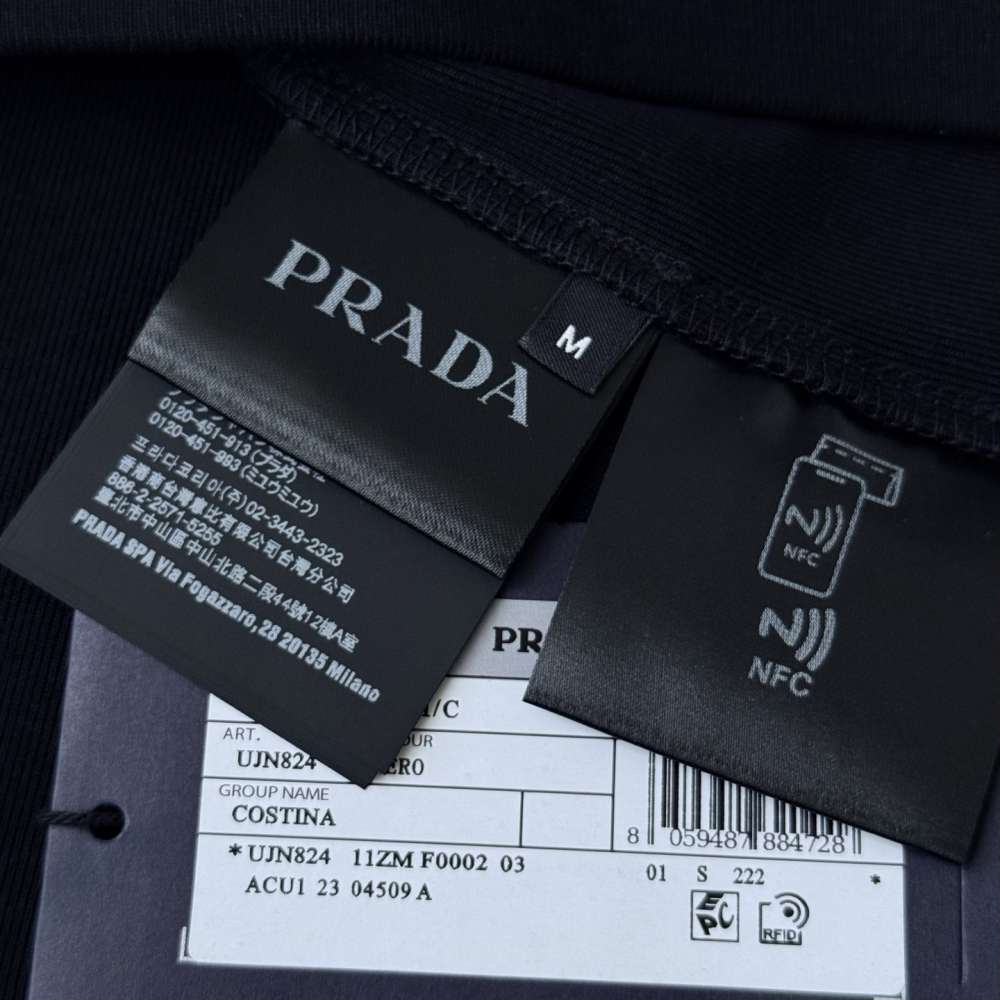 PRADA
M
0120-451-913 (プラダ)
0120-451-993 (ミュウミュウ)
프라다코리아(주)02-3443-2323
香港商台灣普比有限公司台灣分公司
886-2-2571-5255
臺北市中山區中山北路二段44號12樓A室
PRADA SPA Via Fogazzaro, 28 20135 Milano
NFC
NFC
PR
/C
ART.
UJN824
GROUP NAME
COSTINA
8 059487 884728
* UJN824 11ZM F0002 03
01 S 222 *
ACU1 23 04509 A
EPC
RFID